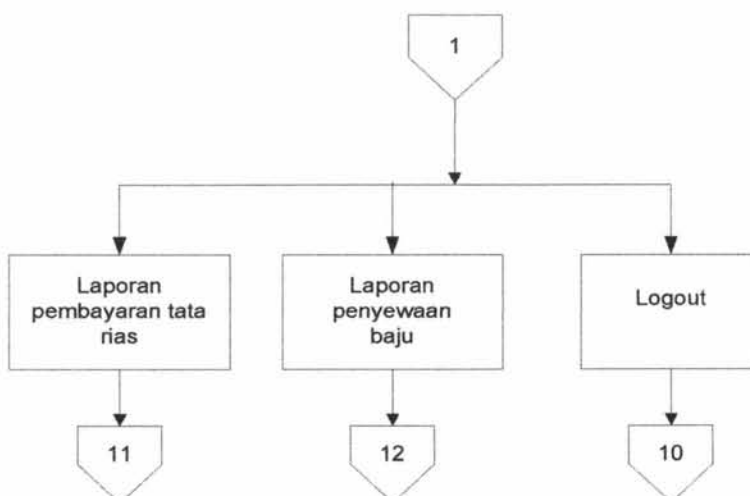 1
Laporan
pembayaran tata
rias
Laporan
penyewaan
baju
Logout
11
12
10